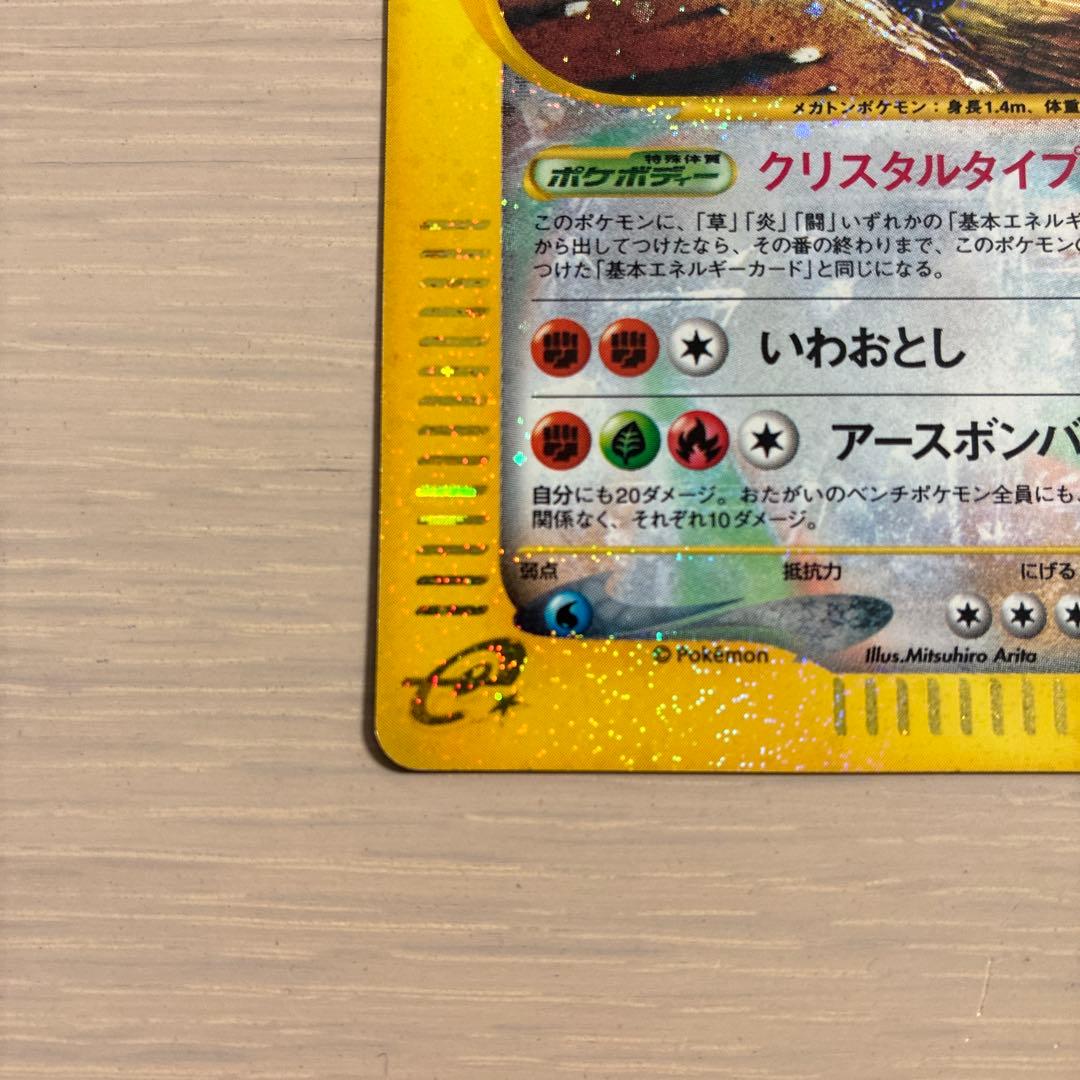 メガトンポケモン：身長1.4m、体重
特殊体質
ポケボディー クリスタルタイプ
このポケモンに、「草」「炎」「闘」いずれかの「基本エネルギ
から出してつけたなら、その番の終わりまで、このポケモンの
つけた「基本エネルギーカード」と同じになる。
いわおとし
アースボンバ
自分にも20ダメージ。おたがいのベンチポケモン全員にも、
関係なく、それぞれ10ダメージ。
弱点 抵抗力 にげる
© Pokémon Illus.Mitsuhiro Arita